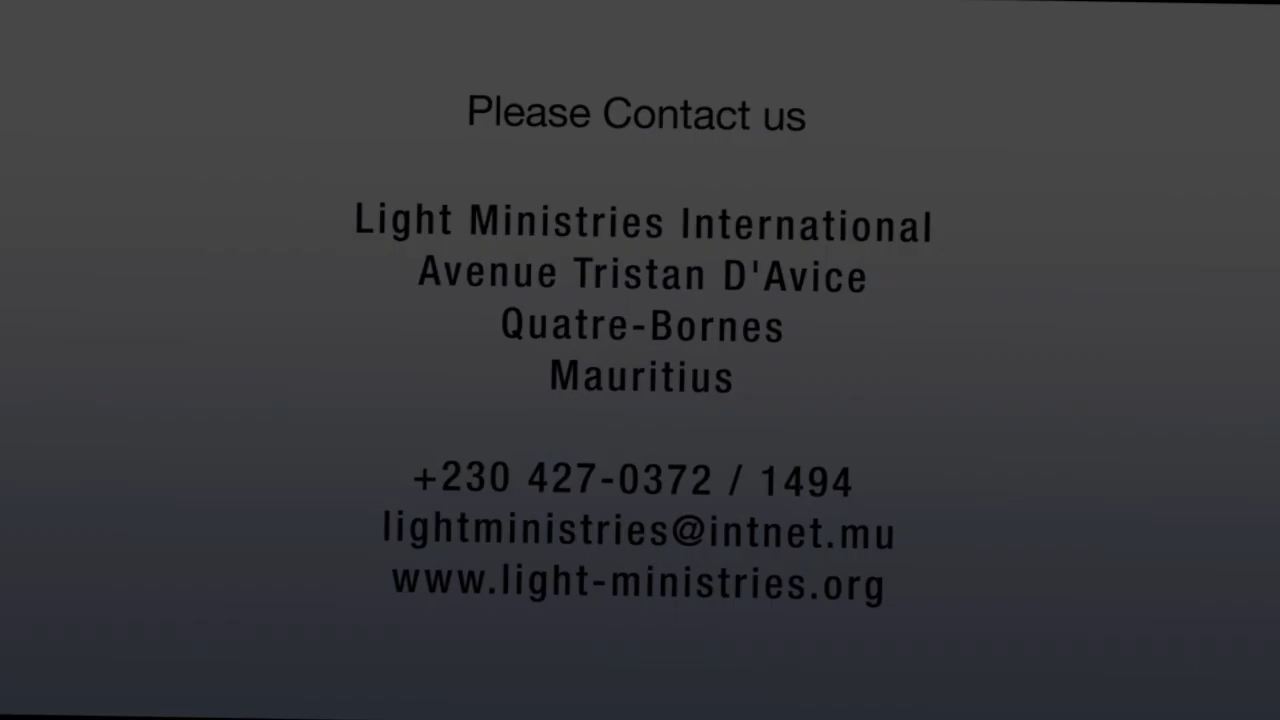 Please Contact us
Light Ministries International
Avenue Tristan D'Avice
Quatre-Bornes
Mauritius
+230 427-0372 / 1494
lightministries@intnet.mu
www.light-ministries.org